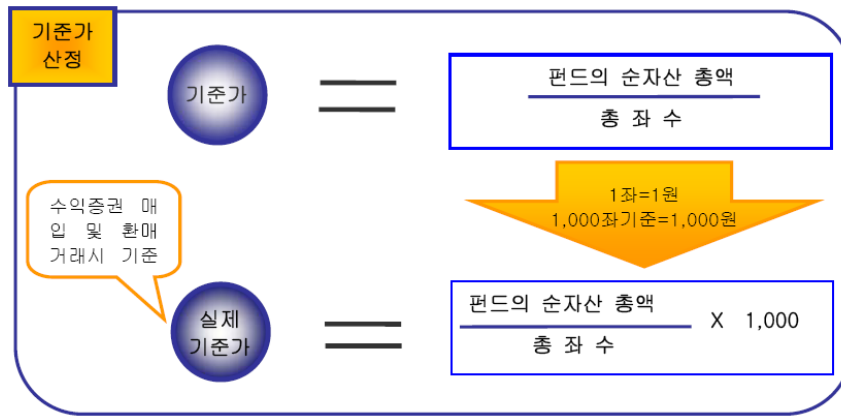 기준가
산정
기준가
펀드의 순자산 총액
총 좌 수
1좌=1원
1,000좌기준=1,000원
수익증권 매
입 및 환매
거래시 기준
실제
기준가
펀드의 순자산 총액
X 1,000
총 좌 수